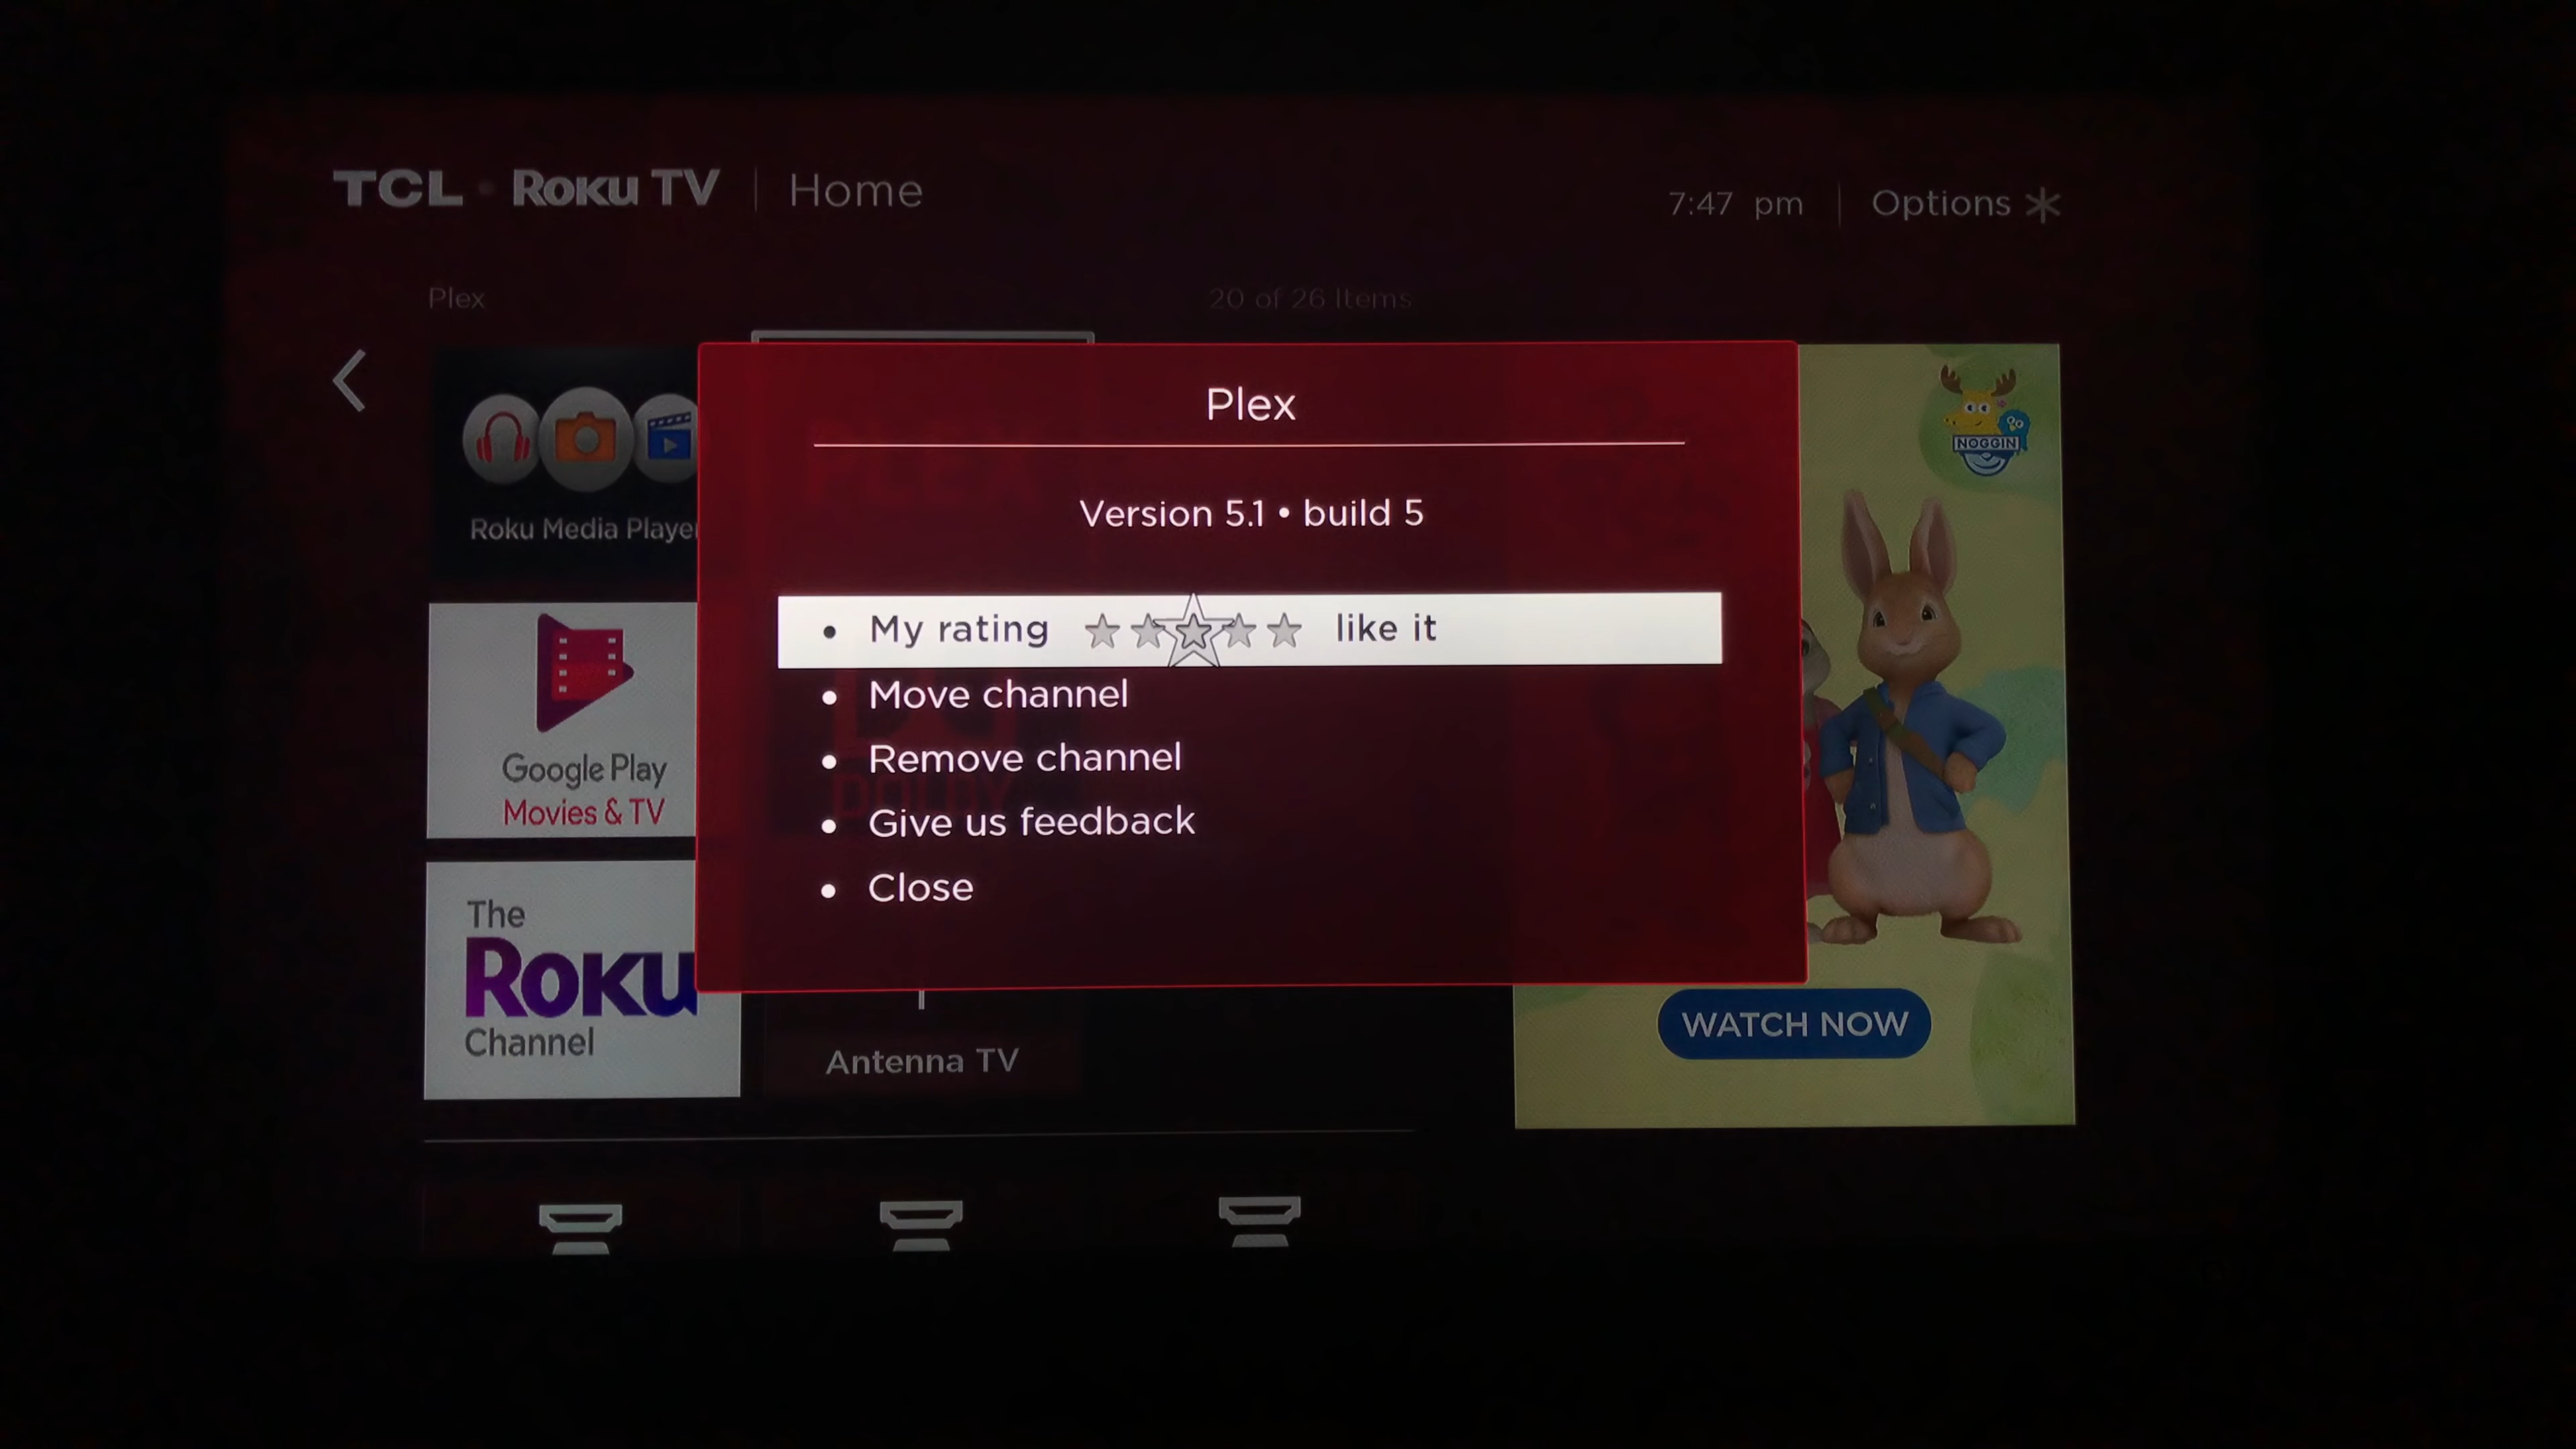 TCL • Roku TV | Home
7:47 pm | Options
Plex
20 of 26 Items
Roku Media Player
Google Play
Movies & TV
The
Roku
Channel
Plex
Version 5.1 • build 5
• My rating like it
• Move channel
• Remove channel
• Give us feedback
• Close
PLEX
DOLBY
Antenna TV
NOGGIN
WATCH NOW